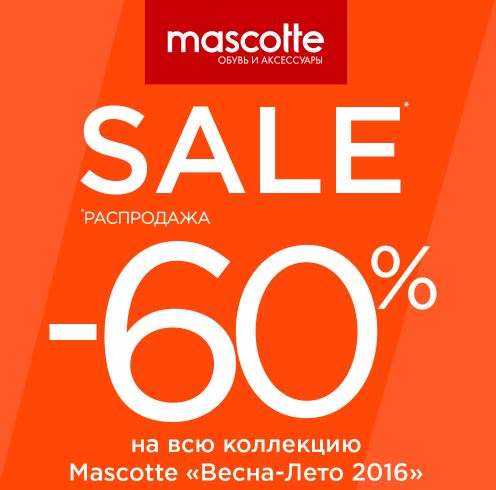 mascotte
ОБУВЬ И АКСЕССУАРЫ
SALE*
*РАСПРОДАЖА
-60%
на всю коллекцию
Mascotte «Весна-Лето 2016»